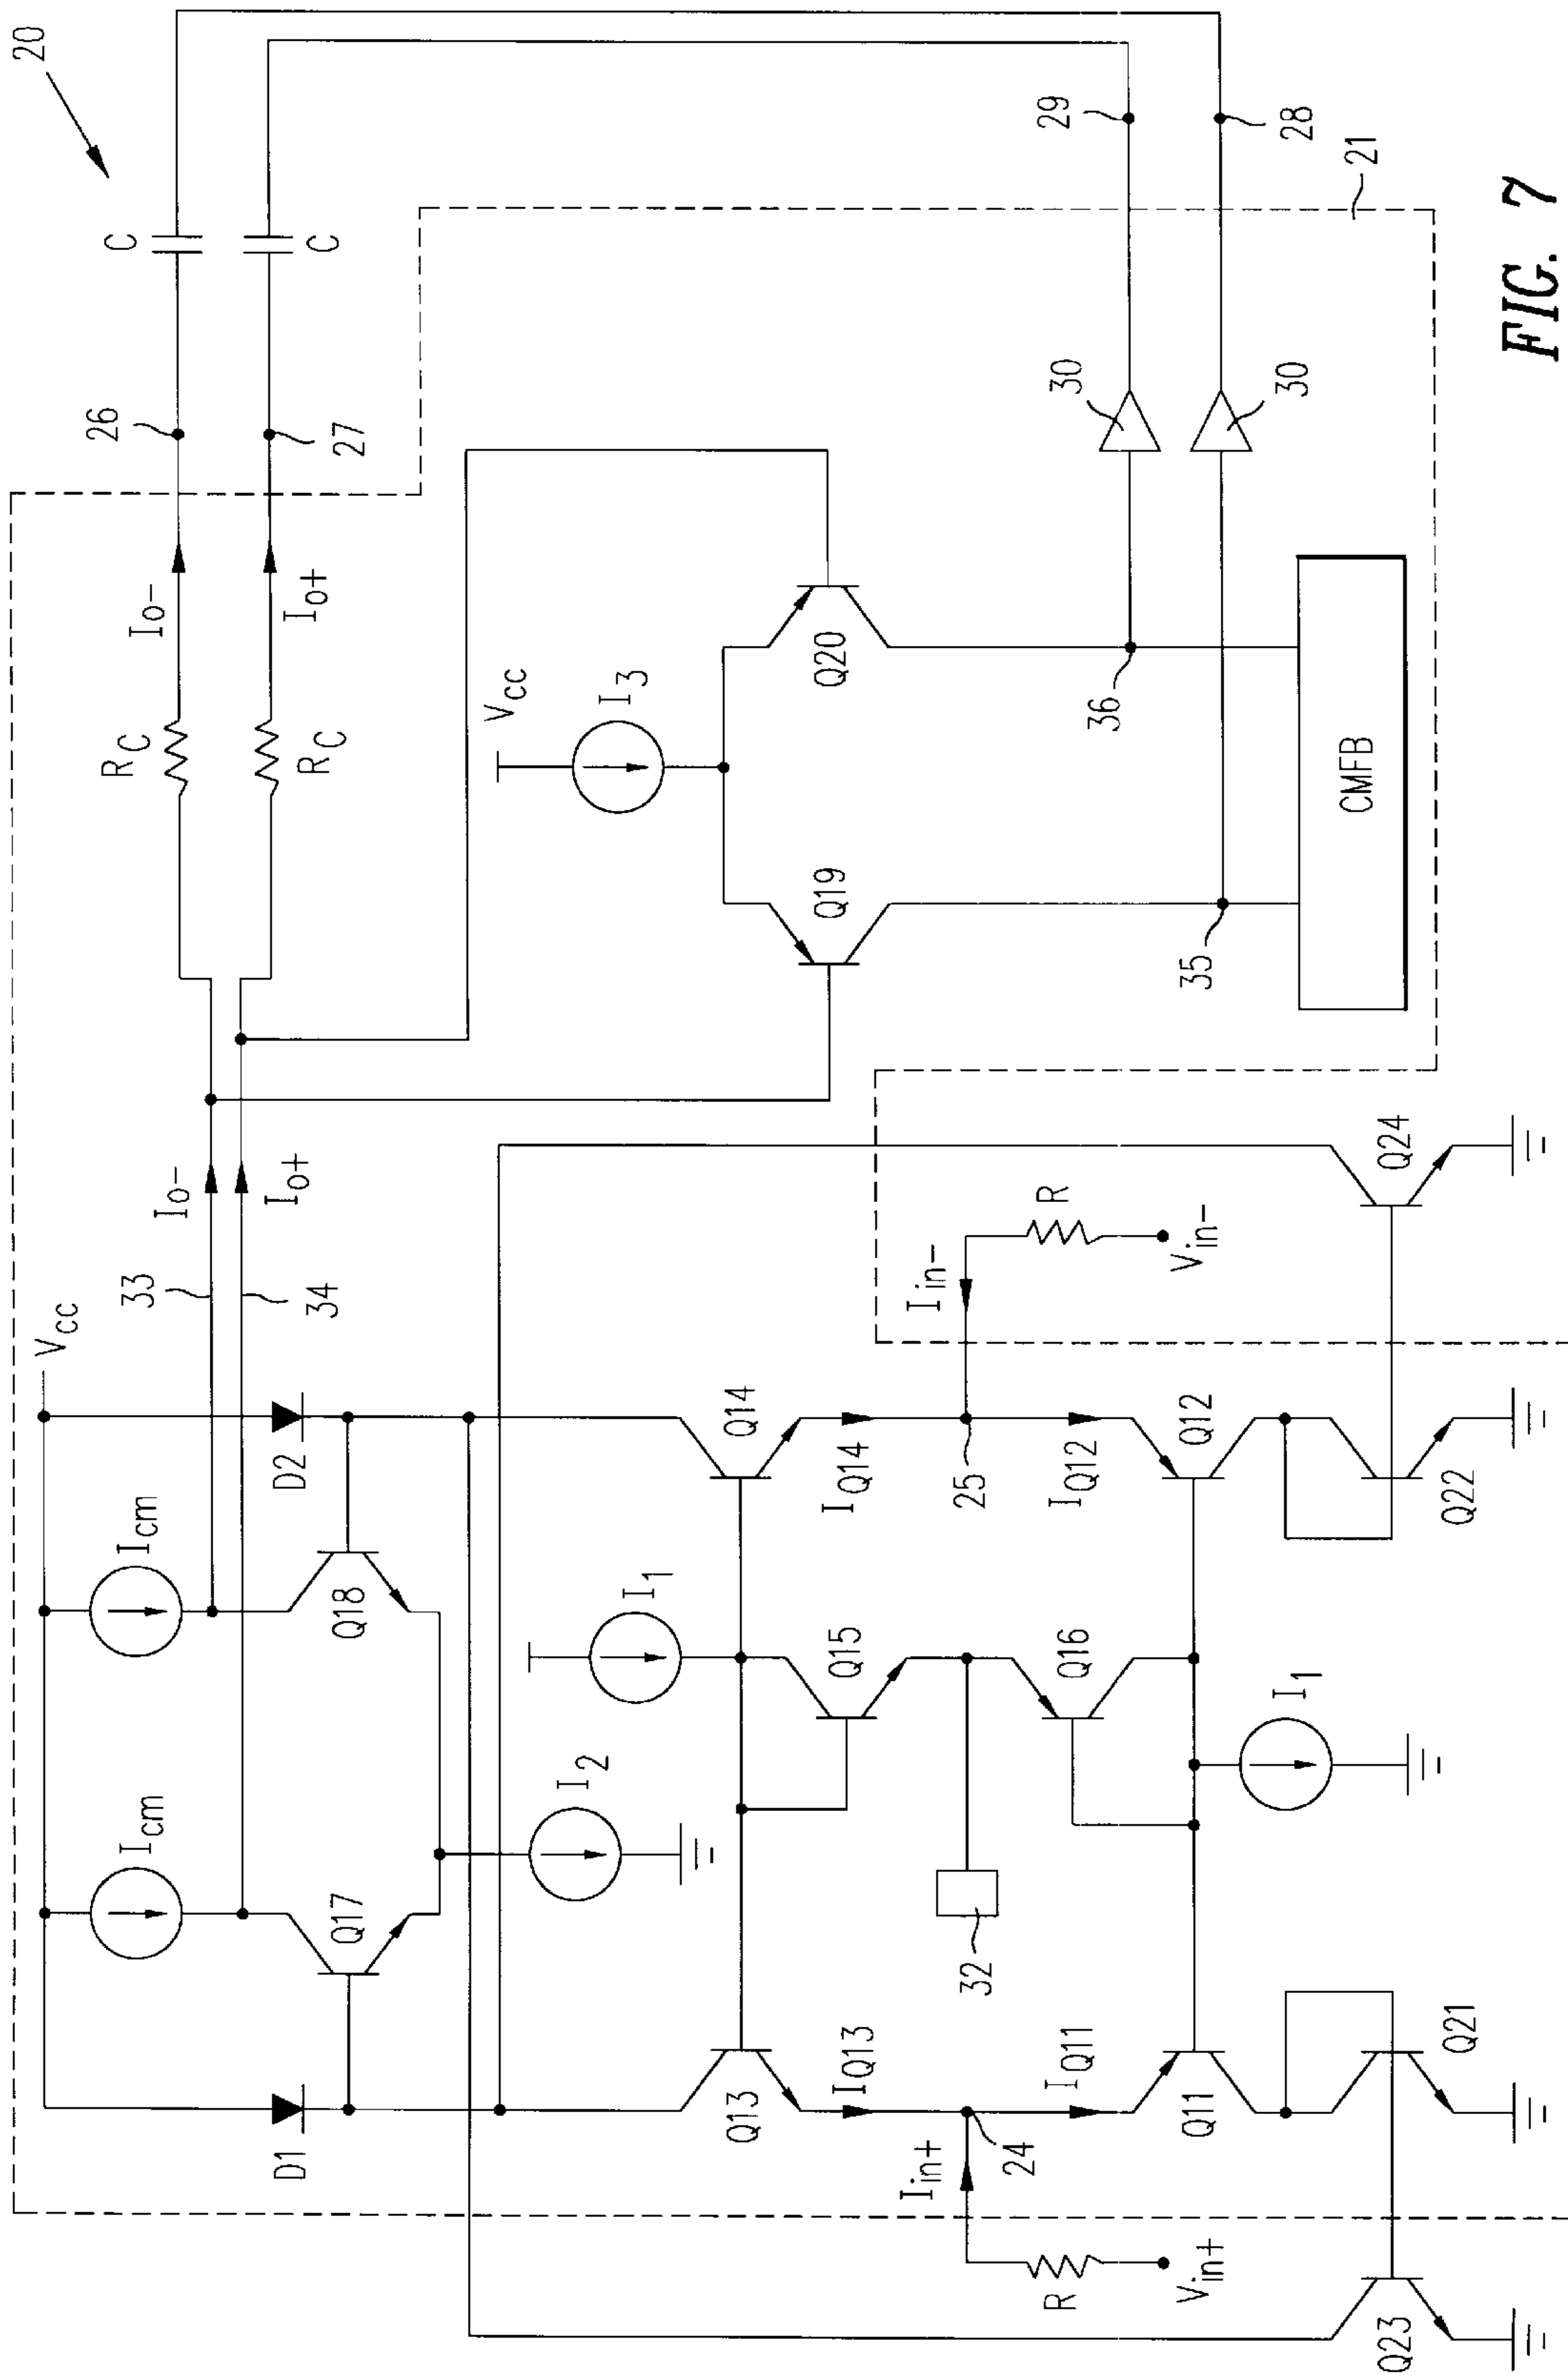 20
Vcc
Icm
Icm
D1
D2
Q17
Q18
I2
33
34
Io-
Io+
RC
RC
Io-
Io+
26
27
C
C
Vcc
I3
Q19
Q20
35
36
30
30
29
28
21
CMFB
I1
Q13
Q14
Q15
IQ13
IQ14
Iin+
24
R
Vin+
32
25
Iin-
R
Vin-
Q16
IQ11
IQ12
Q11
Q12
I1
Q23
Q21
Q22
Q24
FIG. 7